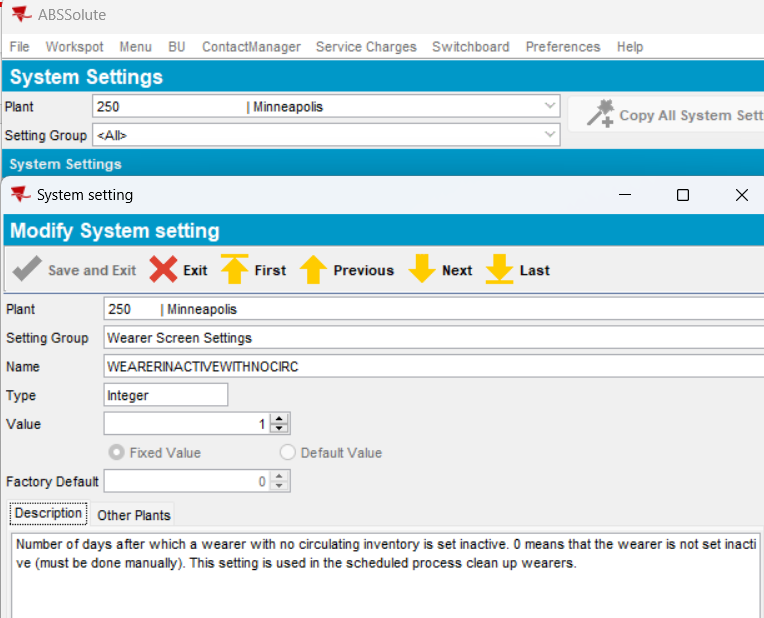 ABSSolute
File Workspot Menu BU ContactManager Service Charges Switchboard Preferences Help
System Settings
Plant 250 | Minneapolis
Copy All System Sett
Setting Group <All>
System Settings
System setting
Modify System setting
Save and Exit Exit First Previous Next Last
Plant 250 | Minneapolis
Setting Group Wearer Screen Settings
Name WEARERINACTIVEWITHNOCIRC
Type Integer
Value 1
Fixed Value Default Value
Factory Default 0
Description Other Plants
Number of days after which a wearer with no circulating inventory is set inactive. 0 means that the wearer is not set inacti
ve (must be done manually). This setting is used in the scheduled process clean up wearers.